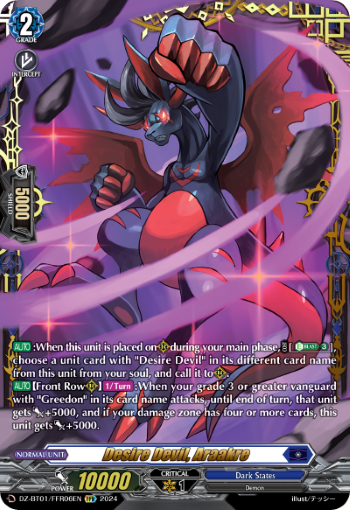 2
GRADE
INTERCEPT
5000
SHIELD
AUTO:When this unit is placed on R during your main phase, COST [SOUL BLAST 3],
choose a unit card with "Desire Devil" in its different card name
from this unit from your soul, and call it to R.
AUTO【Front Row R】1/Turn:When your grade 3 or greater vanguard
with "Greedon" in its card name attacks, until end of turn, that unit
gets +5000, and if your damage zone has four or more cards, this
unit gets +5000.
NORMAL UNIT
Desire Devil, Araakre
POWER 10000
CRITICAL
1
Dark States
Demon
DZ-BT01/FFR06EN FFR 2024
illust/テッシー